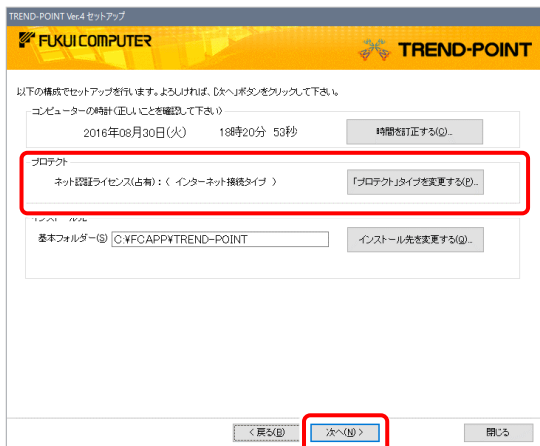 TREND-POINT Ver.4 セットアップ
FUKUI COMPUTER
TREND-POINT
以下の構成でセットアップを行います。よろしければ、[次へ]ボタンをクリックして下さい。
コンピューターの時計(正しいことを確認して下さい)
2016年08月30日(火) 18時20分 53秒 時間を訂正する(C)...
プロテクト
ネット認証ライセンス(占有) : ( インターネット接続タイプ ) 「プロテクト」タイプを変更する(P)...
インストール先
基本フォルダー(S) C:¥FCAPP¥TREND-POINT インストール先を変更する(Q)...
< 戻る(B) 次へ(N) > 閉じる